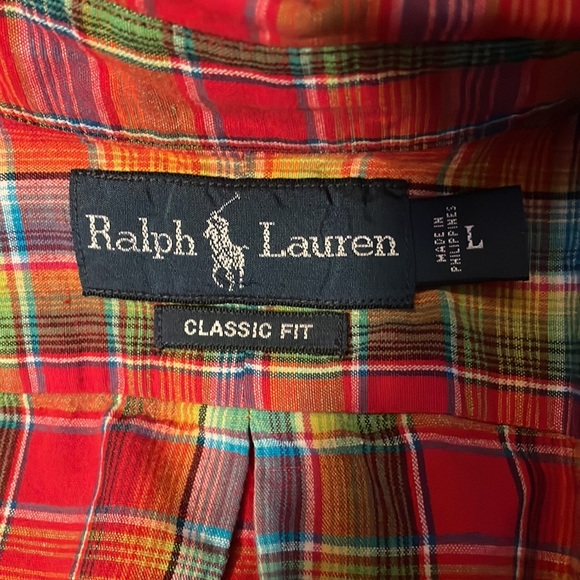 Ralph Lauren
MADE IN
PHILIPPINES
L
CLASSIC FIT